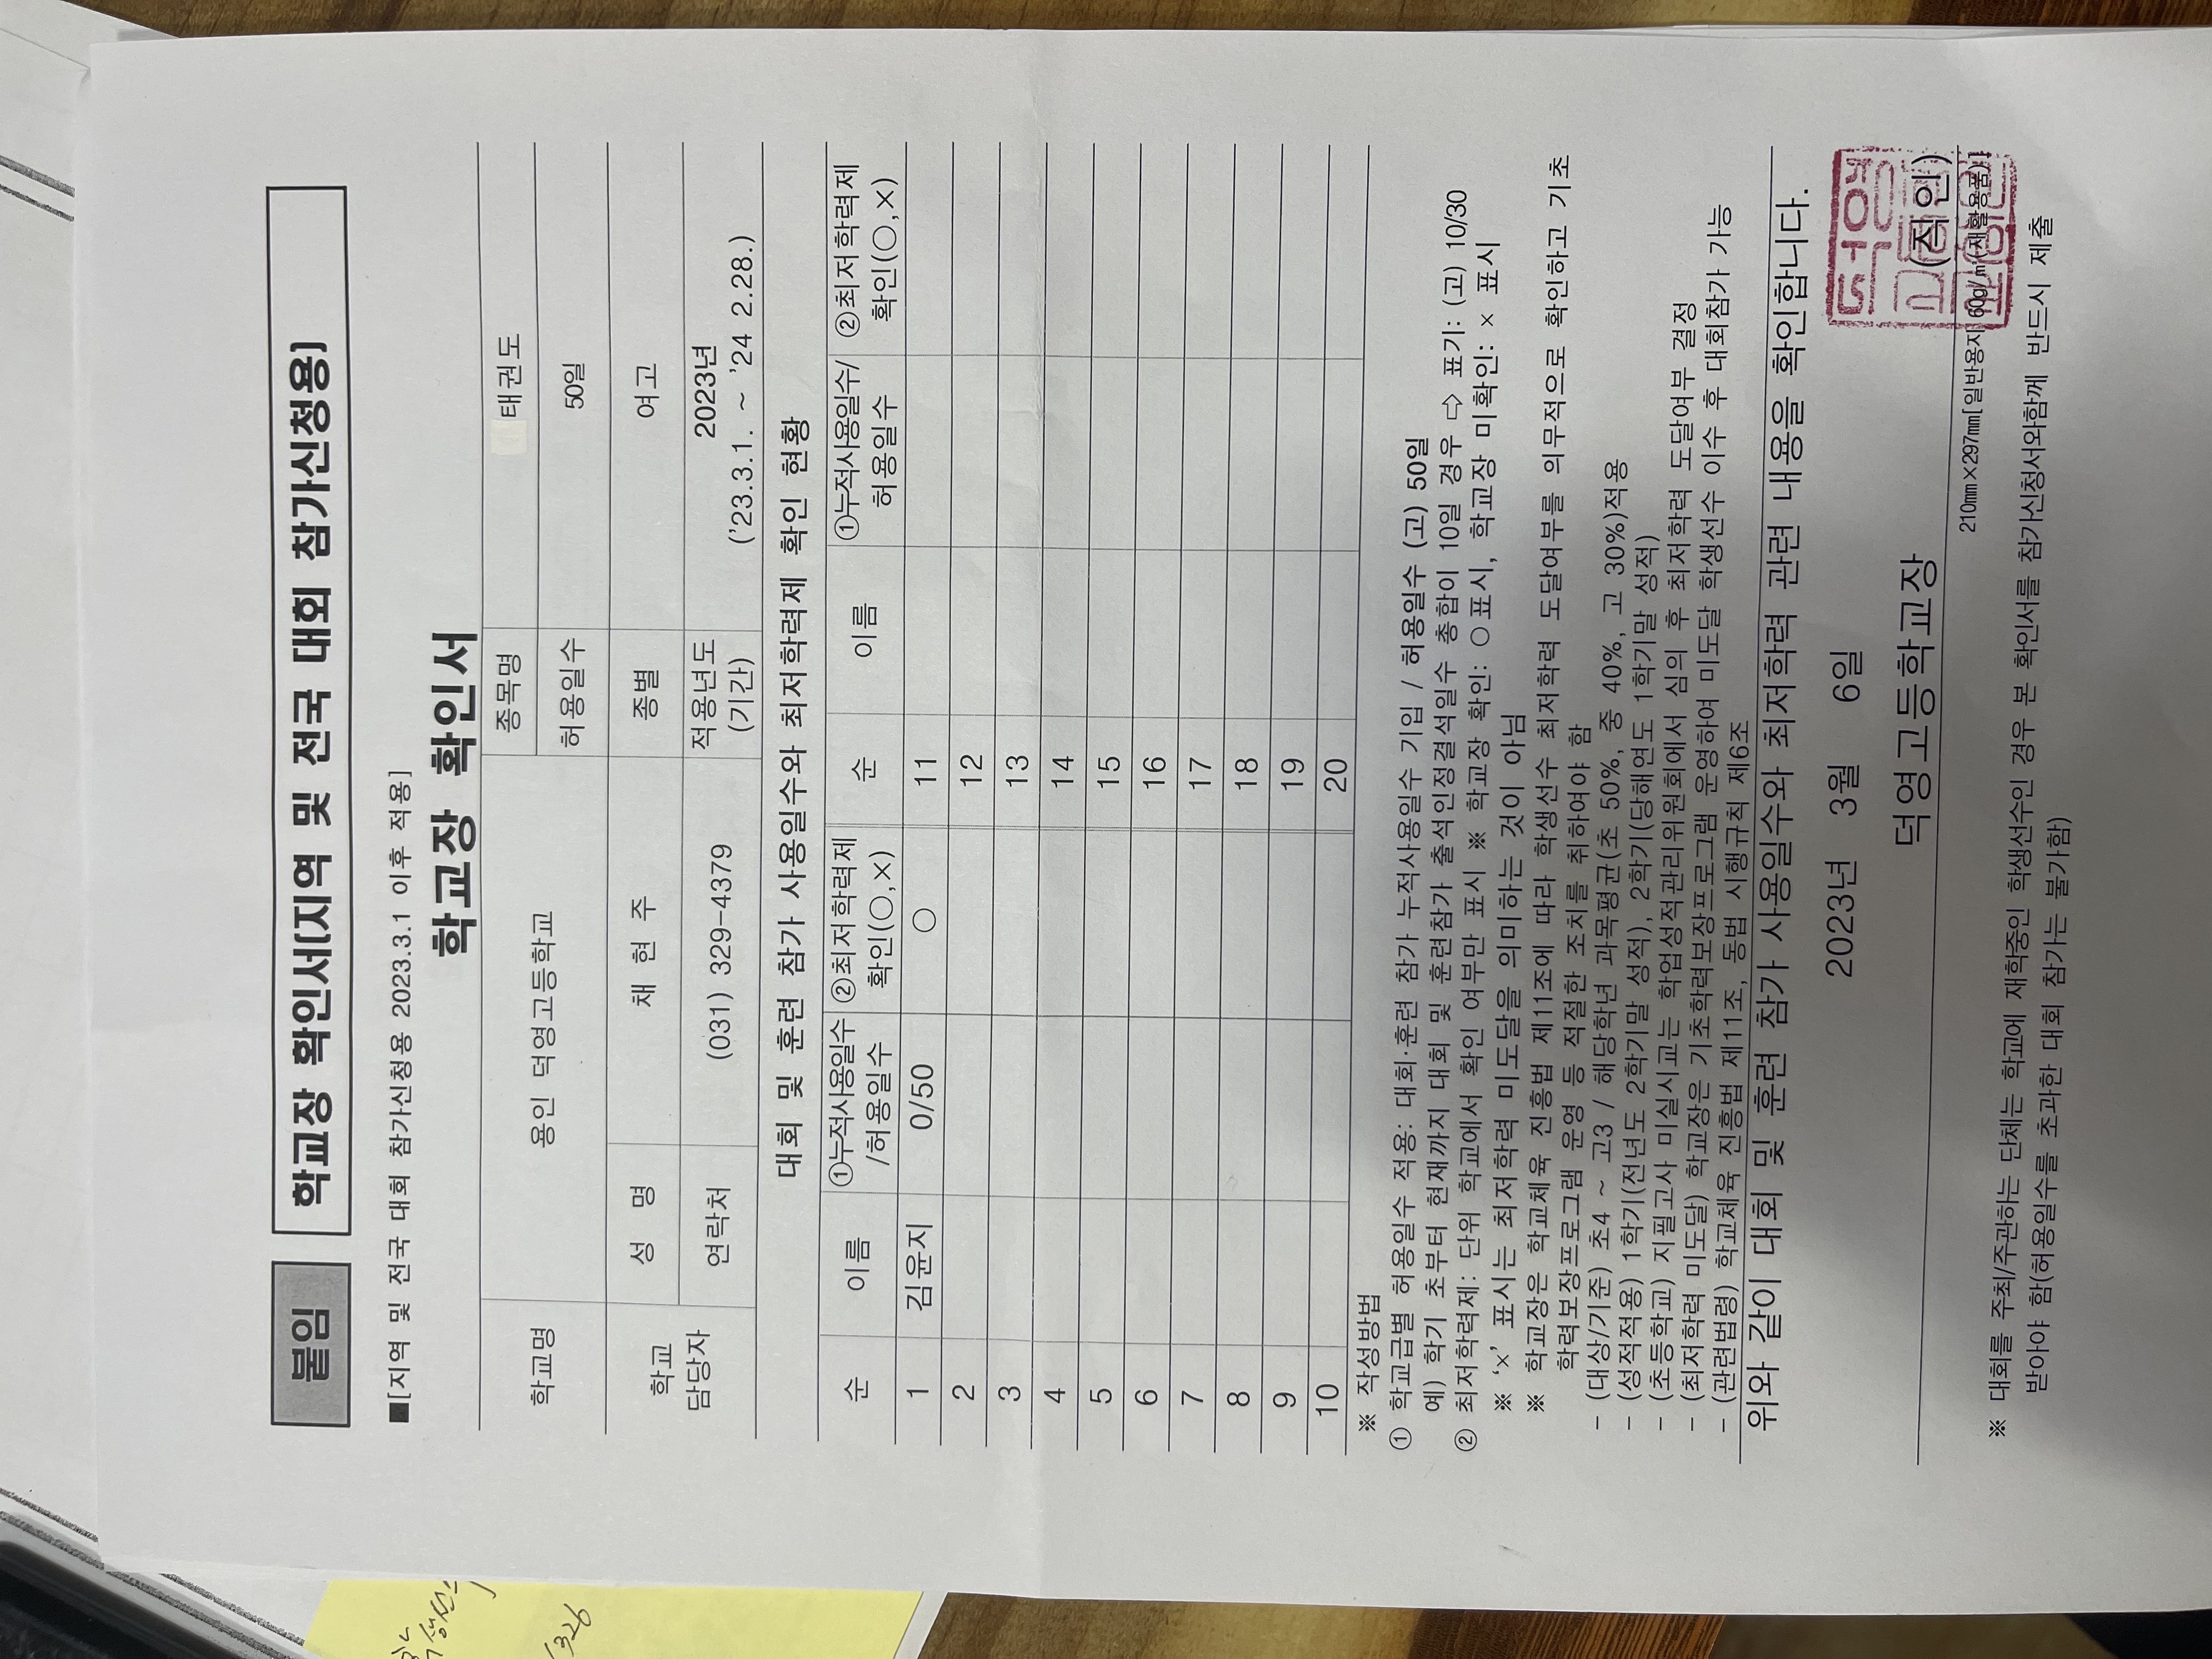 붙임
학교장 확인서[지역 및 전국 대회 참가신청용]
■[지역 및 전국 대회 참가신청용 2023.3.1 이후 적용]
학교장 확인서
학교명 용인 덕영고등학교 종목명 태권도
허용일수 50일
학교 담당자 성 명 채 현 주 종별 여고
연락처 (031) 329-4379 적용년도 (기간) 2023년 ('23.3.1. ~ '24 2.28.)
대회 및 훈련 참가 사용일수와 최저학력제 확인 현황
순 이름 ①누적사용일수 /허용일수 ②최저학력제 확인(○,×) 순 이름 ①누적사용일수/ 허용일수 ②최저학력제 확인(○,×)
1 김윤지 0/50 ○ 11
2 12
3 13
4 14
5 15
6 16
7 17
8 18
9 19
10 20
※ 작성방법
① 학교급별 허용일수 적용: 대회·훈련 참가 누적사용일수 기입 / 허용일수 (고) 50일
예) 학기 초부터 현재까지 대회 및 훈련참가 출석인정결석일수 총합이 10일 경우 ⇨ 표기: (고) 10/30
② 최저학력제: 단위 학교에서 확인 여부만 표시 ※ 학교장 확인: ○표시, 학교장 미확인: × 표시
※ '×' 표시는 최저학력 미도달을 의미하는 것이 아님
※ 학교장은 학교체육 진흥법 제11조에 따라 학생선수 최저학력 도달여부를 의무적으로 확인하고 기초
학력보장프로그램 운영 등 적절한 조치를 취하여야 함
- (대상/기준) 초4 ~ 고3 / 해당학년 과목평균(초 50%, 중 40%, 고 30%)적용
- (성적적용) 1학기(전년도 2학기말 성적), 2학기(당해연도 1학기말 성적)
- (초등학교) 지필고사 미실시교는 학업성적관리위원회에서 심의 후 최저학력 도달여부 결정
- (최저학력 미도달) 학교장은 기초학력보장프로그램 운영하여 미도달 학생선수 이수 후 대회참가 가능
- (관련법령) 학교체육 진흥법 제11조, 동법 시행규칙 제6조
위와 같이 대회 및 훈련 참가 사용일수와 최저학력 관련 내용을 확인합니다.
2023년 3월 6일
덕영고등학교장 (직인)
210mm×297mm[일반용지 60g/㎡(재활용품)]
※ 대회를 주최/주관하는 단체는 학교에 재학중인 학생선수인 경우 본 확인서를 참가신청서와함께 반드시 제출
받아야 함(허용일수를 초과한 대회 참가는 불가함)
326